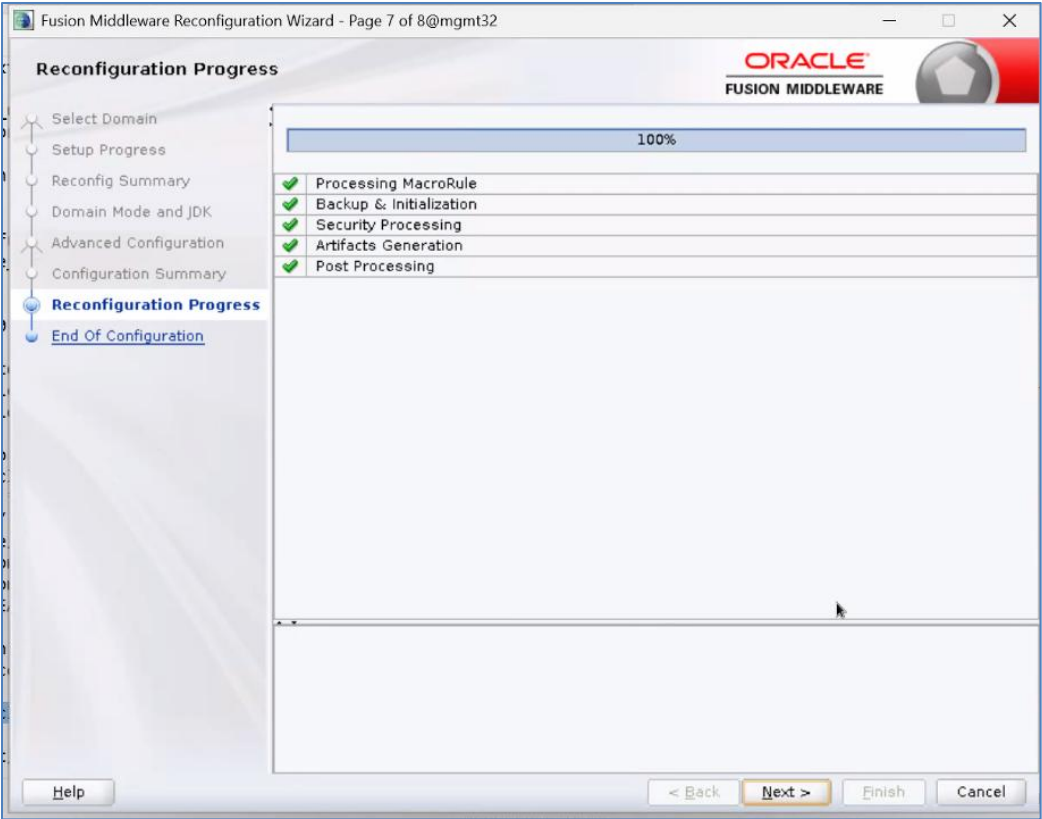 Fusion Middleware Reconfiguration Wizard - Page 7 of 8@mgmt32
Reconfiguration Progress
ORACLE
FUSION MIDDLEWARE
Select Domain
Setup Progress
Reconfig Summary
Domain Mode and JDK
Advanced Configuration
Configuration Summary
Reconfiguration Progress
End Of Configuration
100%
Processing MacroRule
Backup & Initialization
Security Processing
Artifacts Generation
Post Processing
Help
< Back
Next >
Finish
Cancel